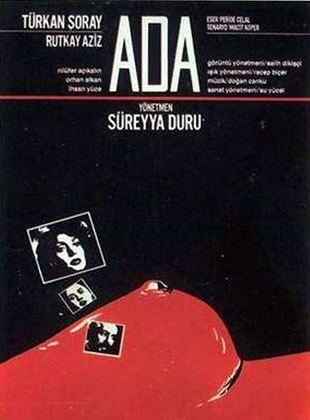 TÜRKAN ŞORAY
RUTKAY AZİZ
nilüfer açıkalın
orhan alkan
ihsan yüce
ADA
ESER/PERİDE CELAL
SENARYO/MACİT KOPER
görüntü yönetmeni/salih dikişçi
ışık yönetmeni/recep biçer
müzik/doğan canku
sanat yönetmeni/su yücel
YÖNETMEN
SÜREYYA DURU